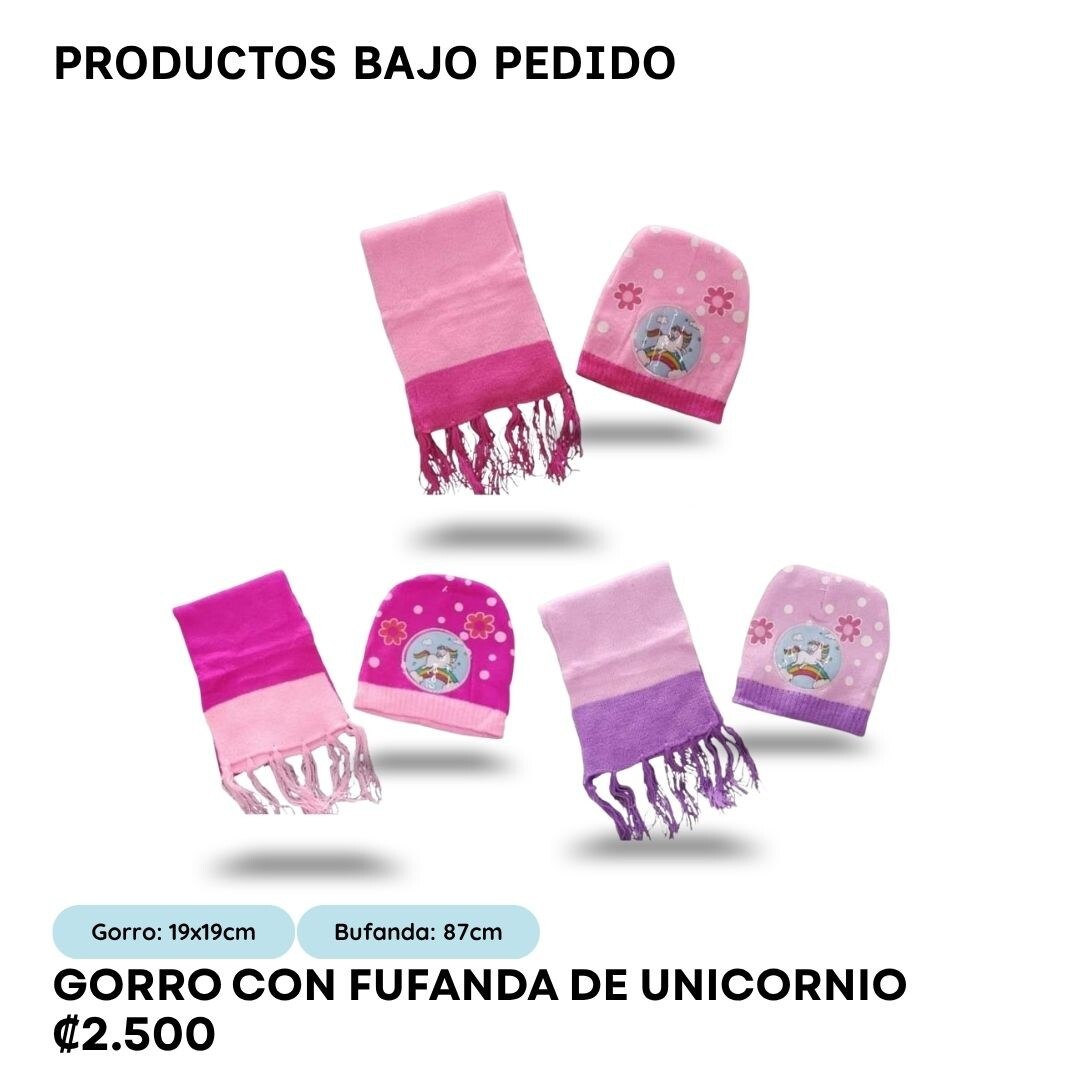 PRODUCTOS BAJO PEDIDO
Gorro: 19x19cm
Bufanda: 87cm
GORRO CON FUFANDA DE UNICORNIO
₡2.500